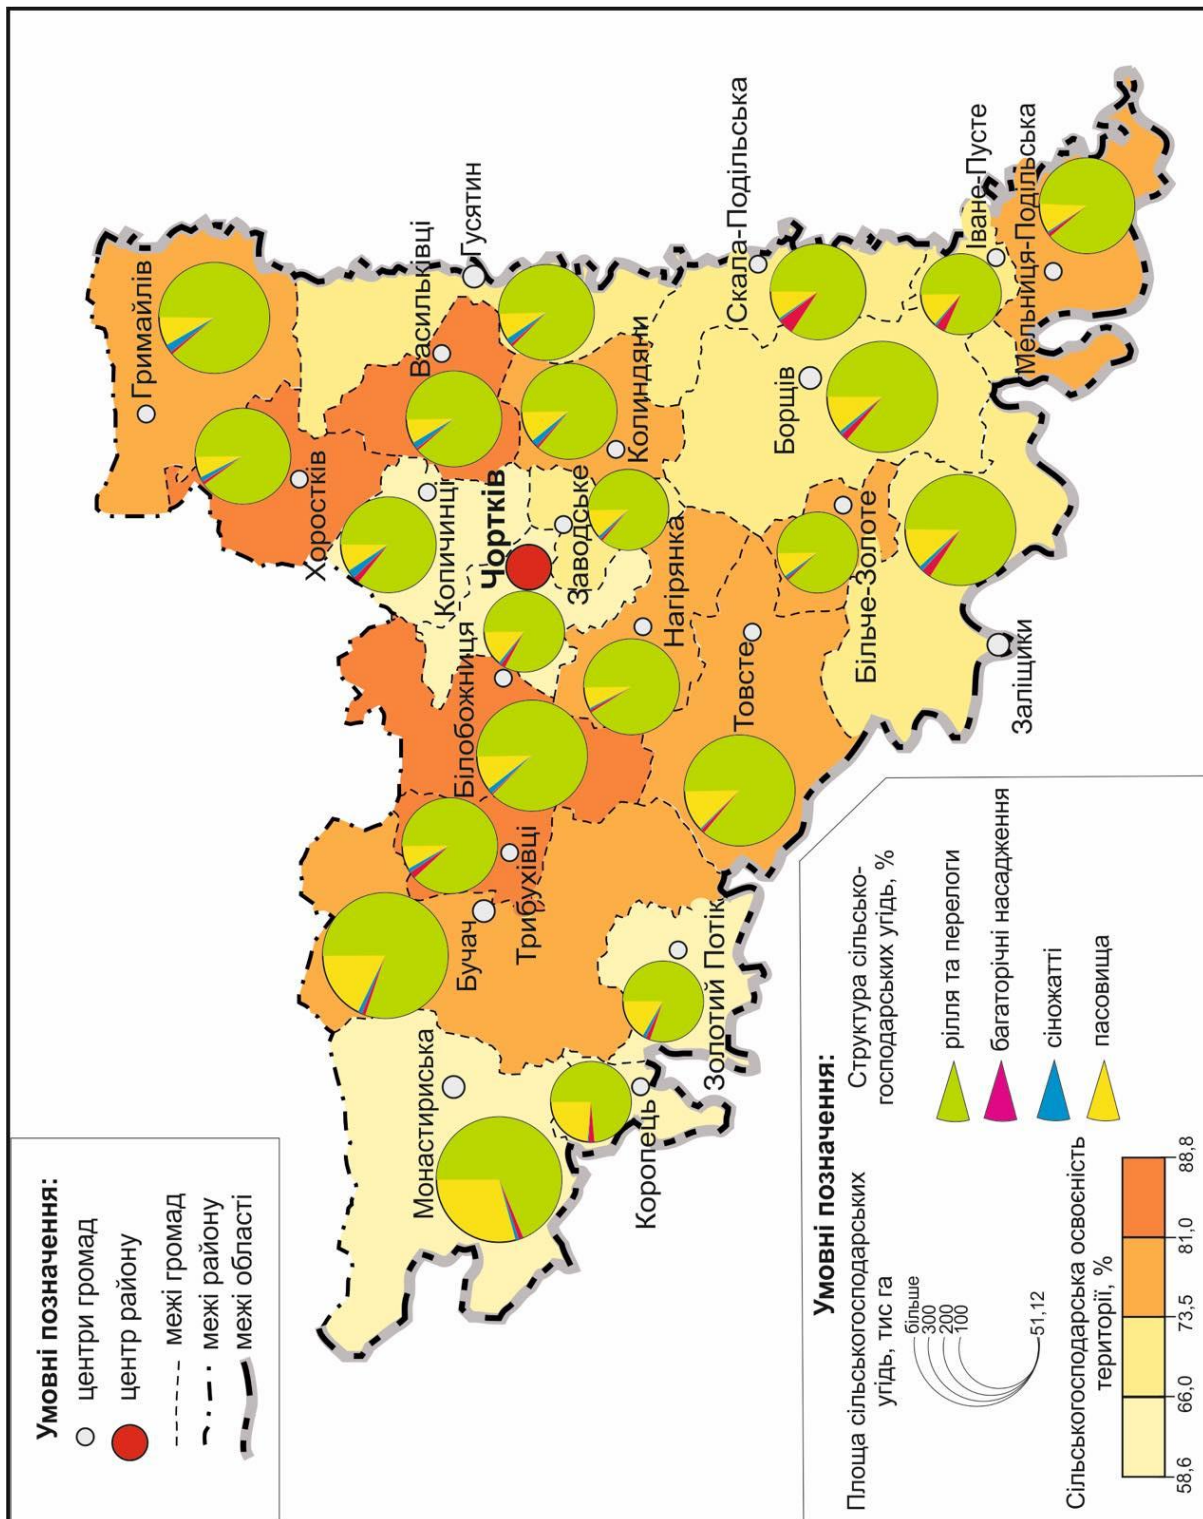 Умовні позначення:
центри громад
центр району
межі громад
межі району
межі області
Гримайлів
Хоростків
Васильківці
Гусятин
Копичинці
Колиндяни
Чортків
Заводське
Білобожниця
Нагірянка
Скала-Подільська
Борщів
Іване-Пусте
Мельниця-Подільська
Більче-Золоте
Товсте
Заліщики
Бучач
Трибухівці
Золотий Потік
Монастириська
Коропець
Умовні позначення:
Площа сільськогосподарських
угідь, тис га
більше
300
200
100
51,12
Структура сільсько-
господарських угідь, %
рілля та перелоги
багаторічні насадження
сіножатті
пасовища
Сільськогосподарська освоєність
території, %
58,6
66,0
73,5
81,0
88,8